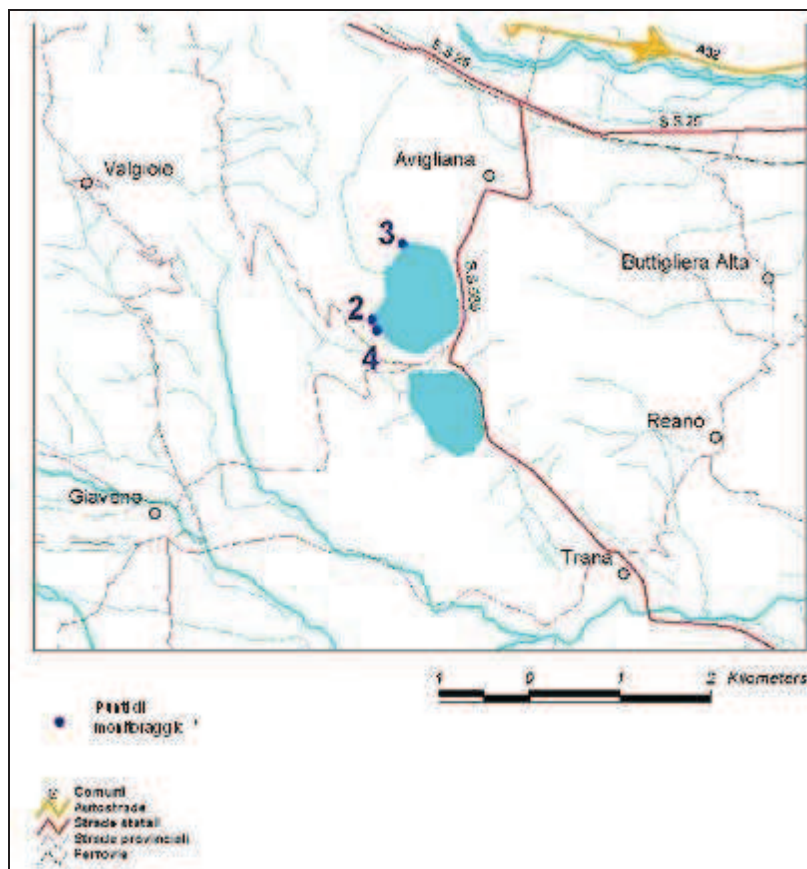 A32
S.S.25
S.S.25
Valgioie
Avigliana
3
Buttigliera Alta
2
4
Reano
Giaveno
Trana
1 0 1 2 Kilometers
Punti di
monitoraggio
Comuni
Autostrade
Strade statali
Strade provinciali
Ferrovie